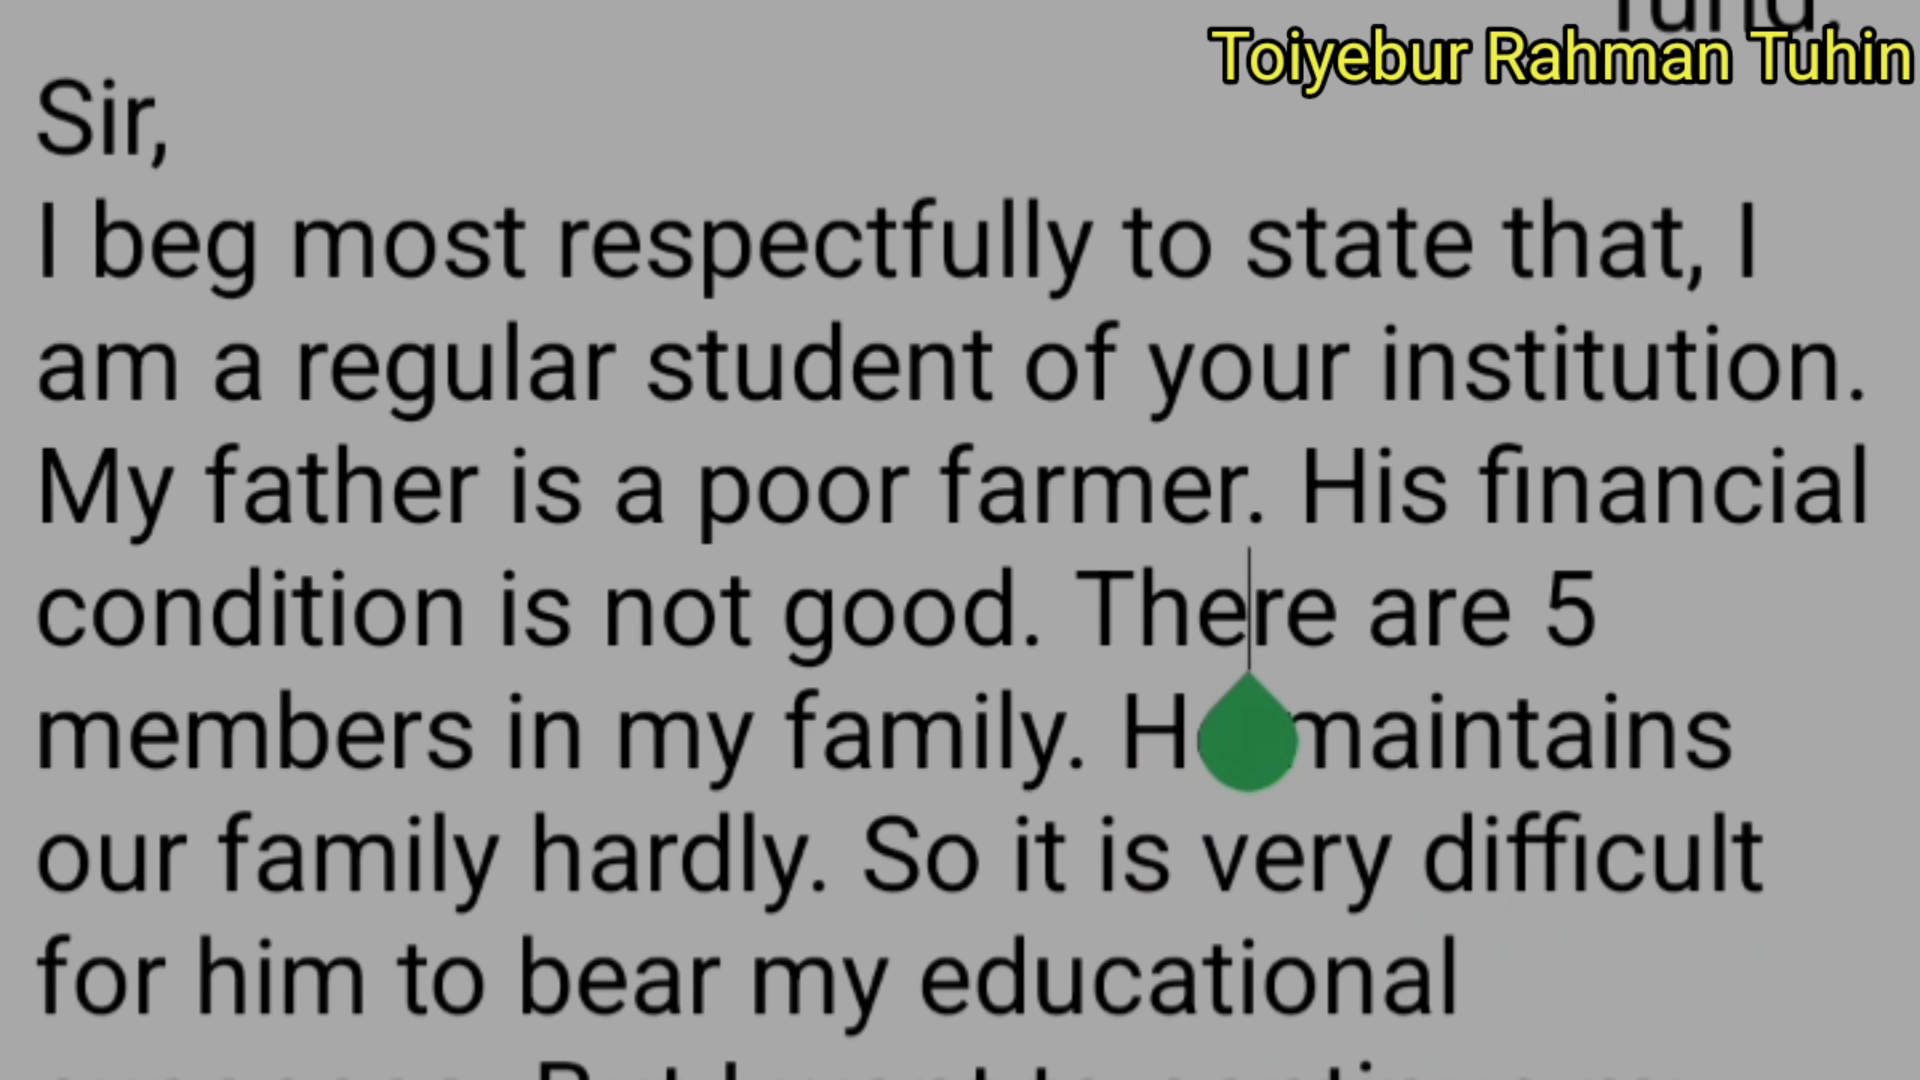 Toiyebur Rahman Tuhin
Sir,
I beg most respectfully to state that, I
am a regular student of your institution.
My father is a poor farmer. His financial
condition is not good. There are 5
members in my family. maintains
our family hardly. So it is very difficult
for him to bear my educational